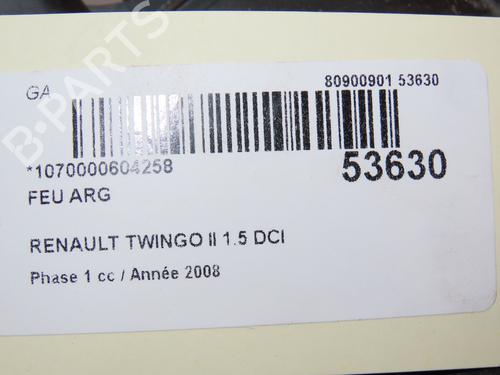 GA
80900901 53630
*1070000604258
53630
FEU ARG
RENAULT TWINGO II 1.5 DCI
Phase 1 cc / Année 2008
B-PARTS